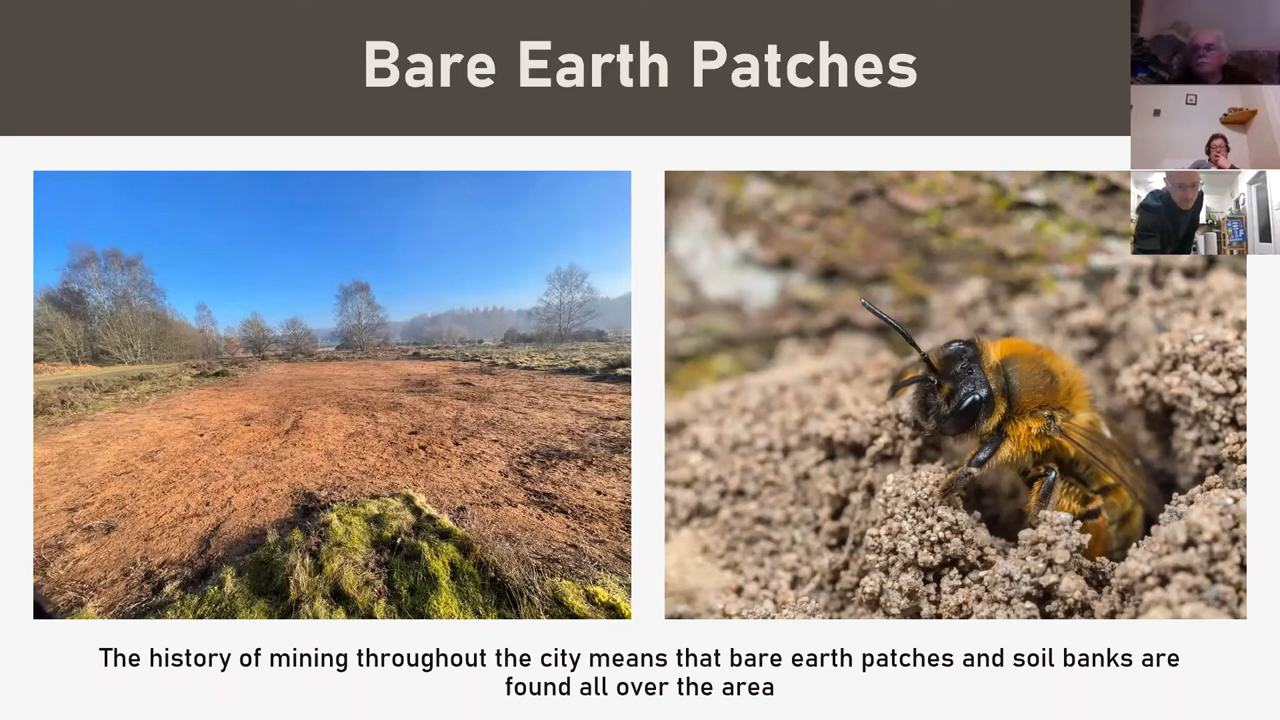 Bare Earth Patches
The history of mining throughout the city means that bare earth patches and soil banks are
found all over the area